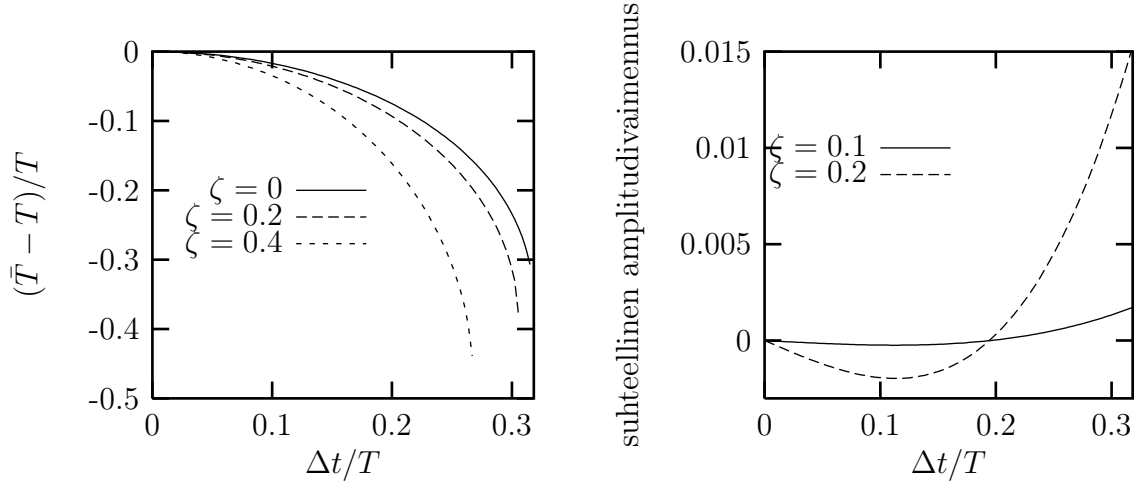 0
-0.1
-0.2
-0.3
-0.4
-0.5
0
0.1
0.2
0.3
(T̄ − T)/T
Δt/T
ζ = 0
ζ = 0.2
ζ = 0.4
0.015
0.01
0.005
0
0
0.1
0.2
0.3
suhteellinen amplitudivaimennus
Δt/T
ζ = 0.1
ζ = 0.2